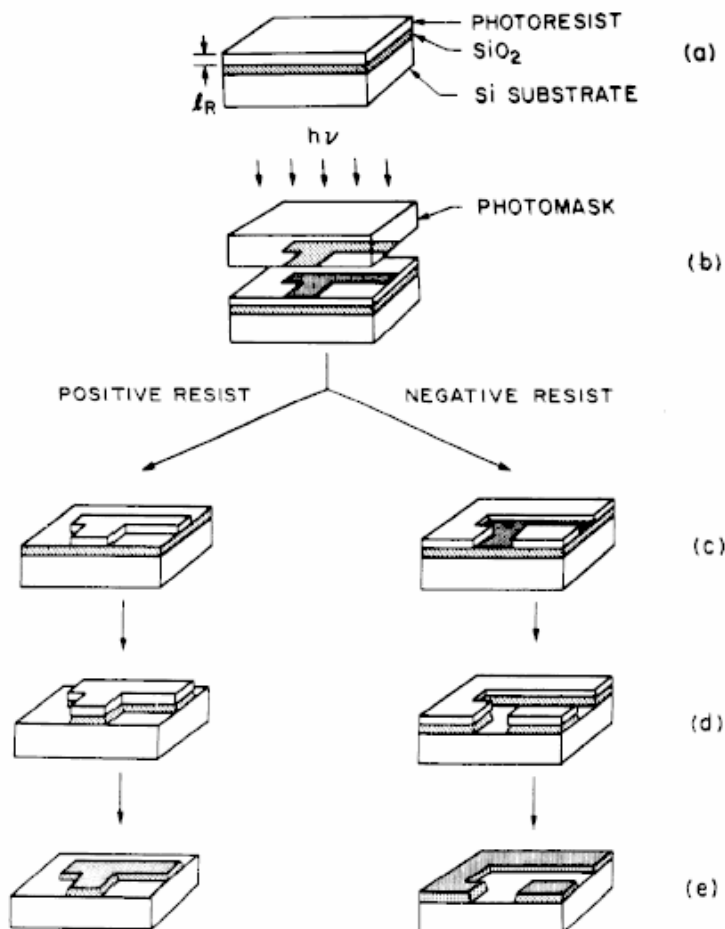 PHOTORESIST
SiO₂
(a)
ℓR
Si SUBSTRATE
hν
PHOTOMASK
(b)
POSITIVE RESIST
NEGATIVE RESIST
(c)
(d)
(e)